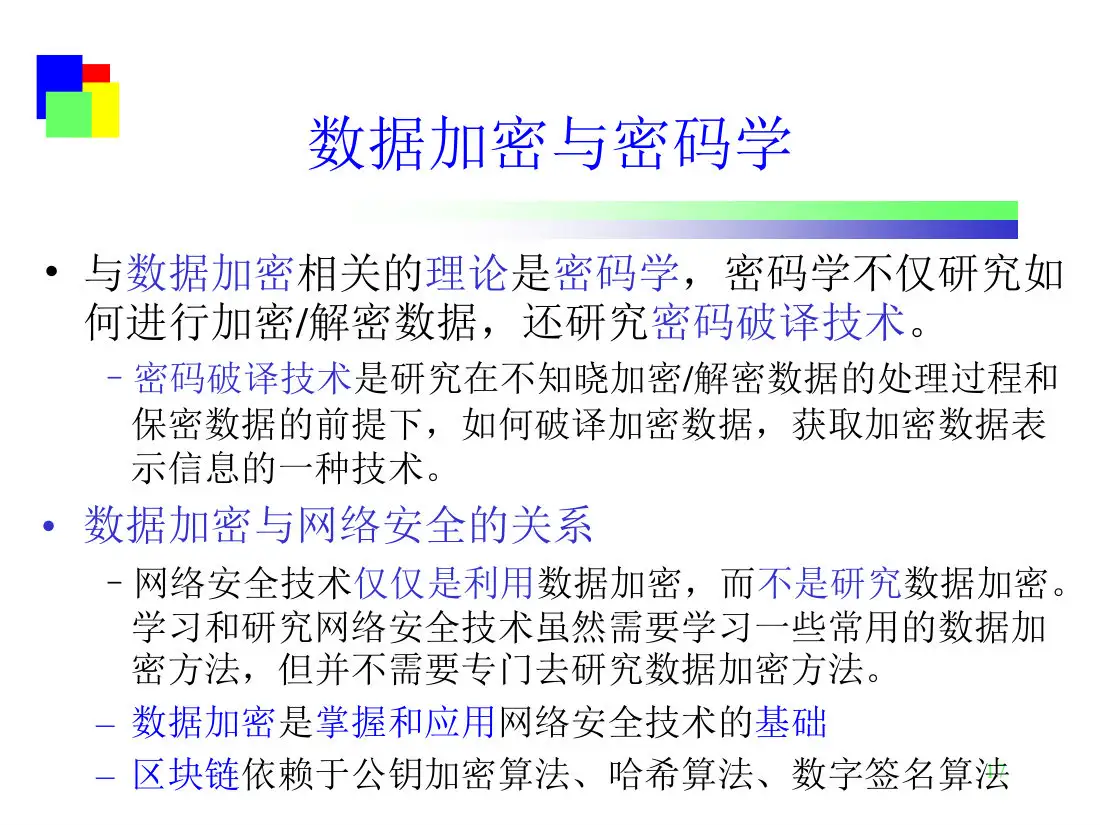 数据加密与密码学
• 与数据加密相关的理论是密码学，密码学不仅研究如
何进行加密/解密数据，还研究密码破译技术。
－密码破译技术是研究在不知晓加密/解密数据的处理过程和
保密数据的前提下，如何破译加密数据，获取加密数据表
示信息的一种技术。
• 数据加密与网络安全的关系
－网络安全技术仅仅是利用数据加密，而不是研究数据加密。
学习和研究网络安全技术虽然需要学习一些常用的数据加
密方法，但并不需要专门去研究数据加密方法。
– 数据加密是掌握和应用网络安全技术的基础
– 区块链依赖于公钥加密算法、哈希算法、数字签名算法